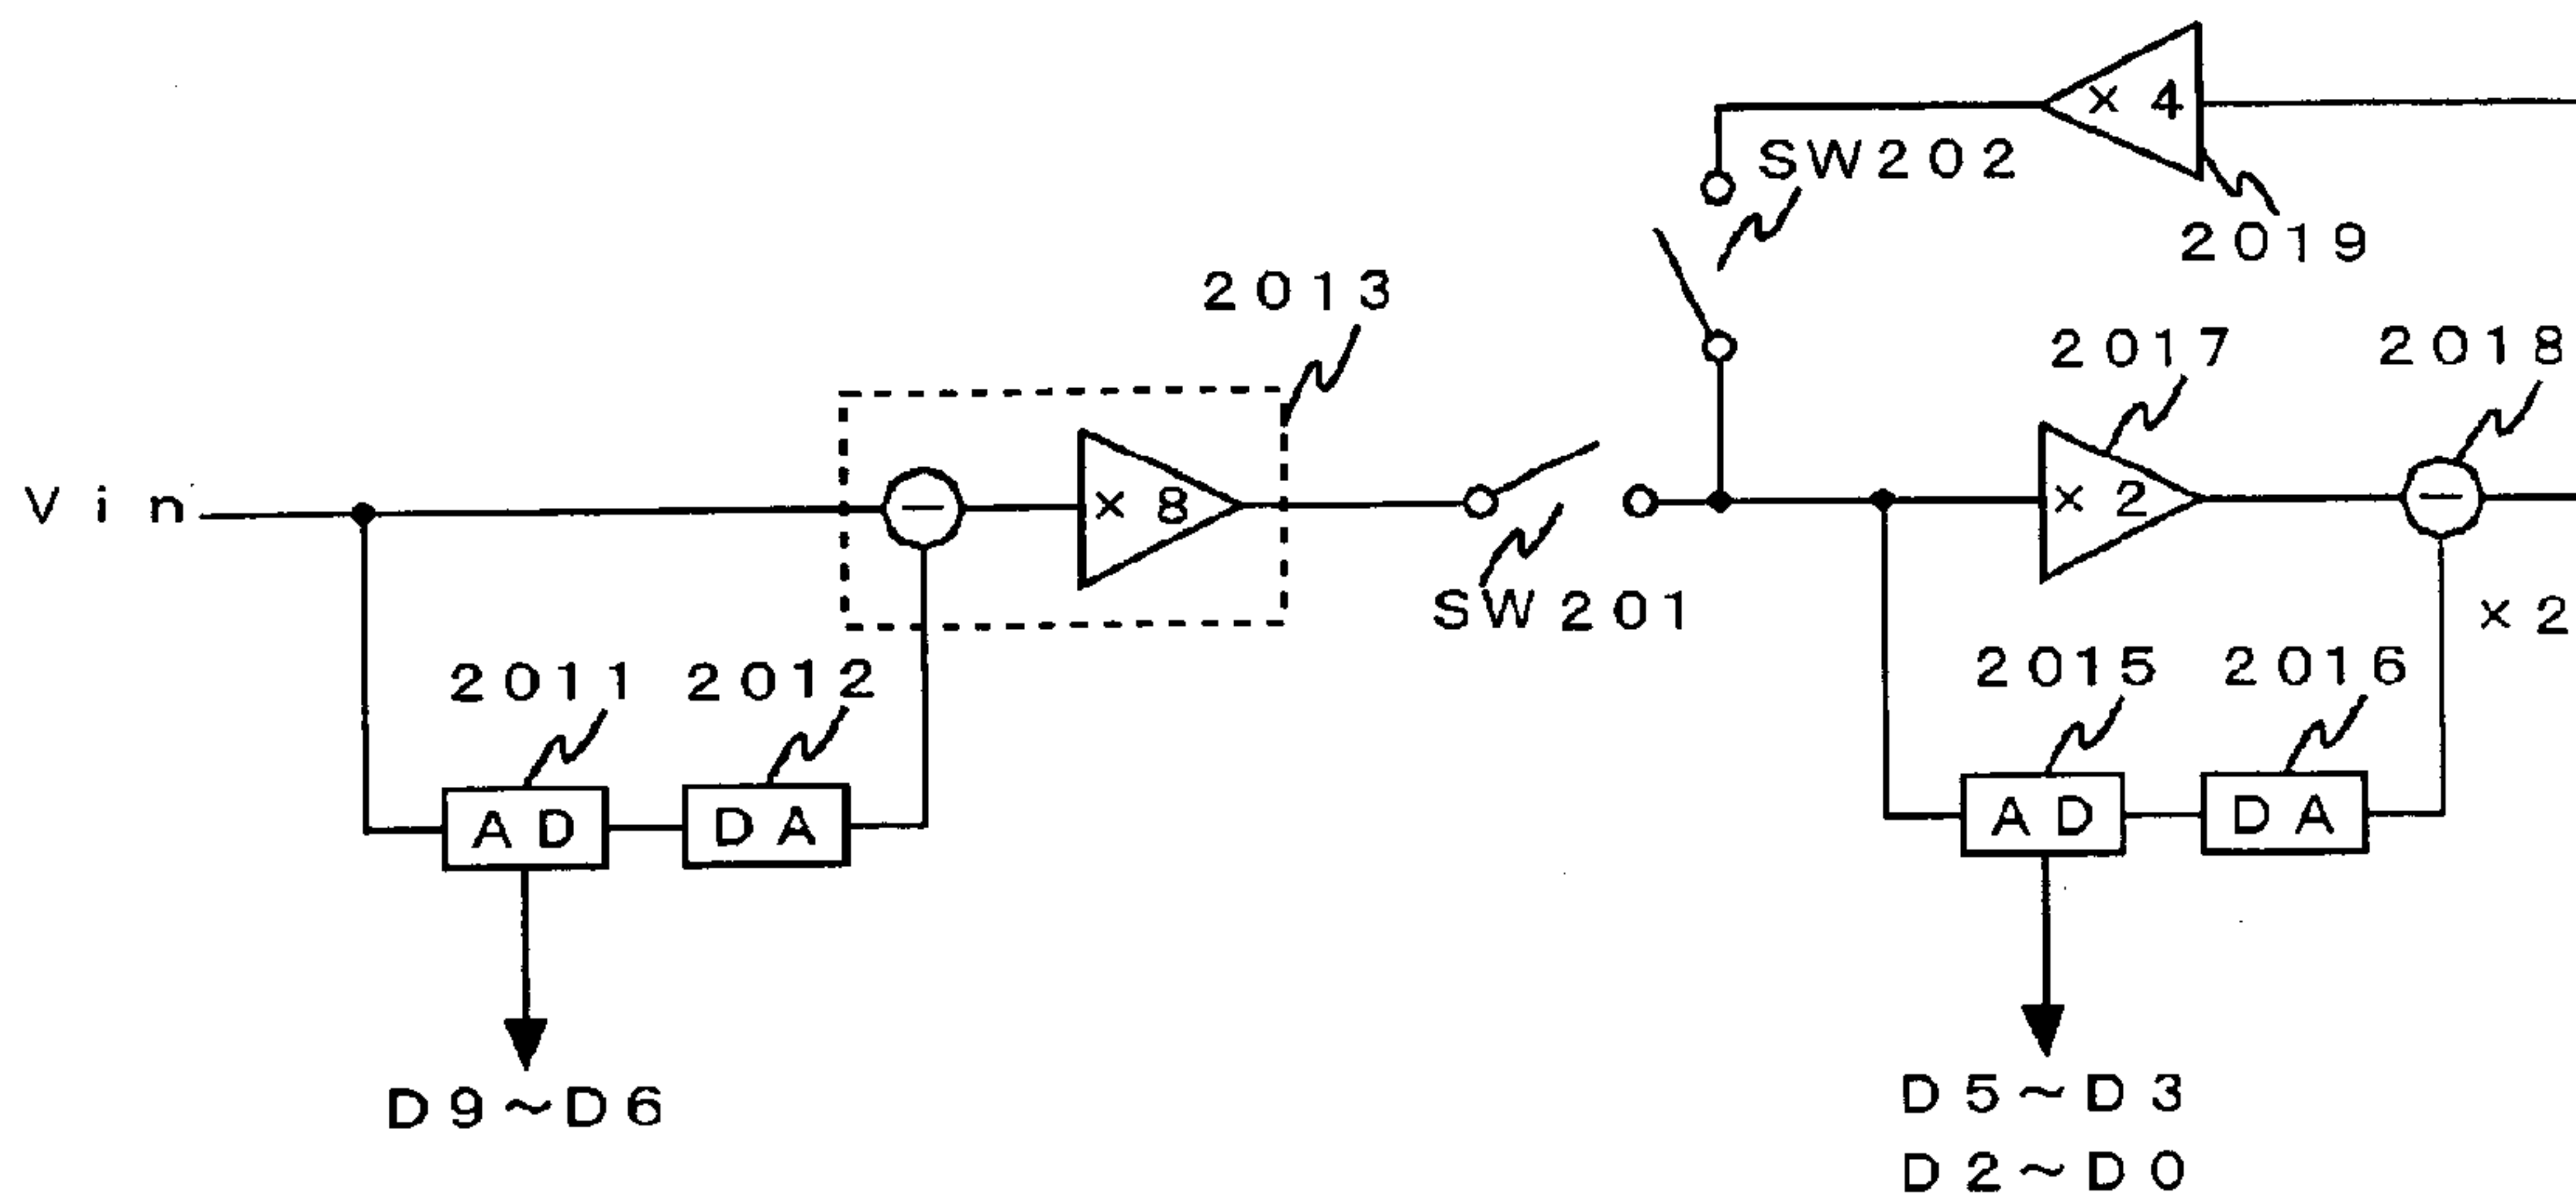 × 4
SW202
2019
2013
2017
2018
Vin
−
× 8
× 2
−
SW201
× 2
2011
2012
2015
2016
AD
DA
AD
DA
D9~D6
D5~D3
D2~D0